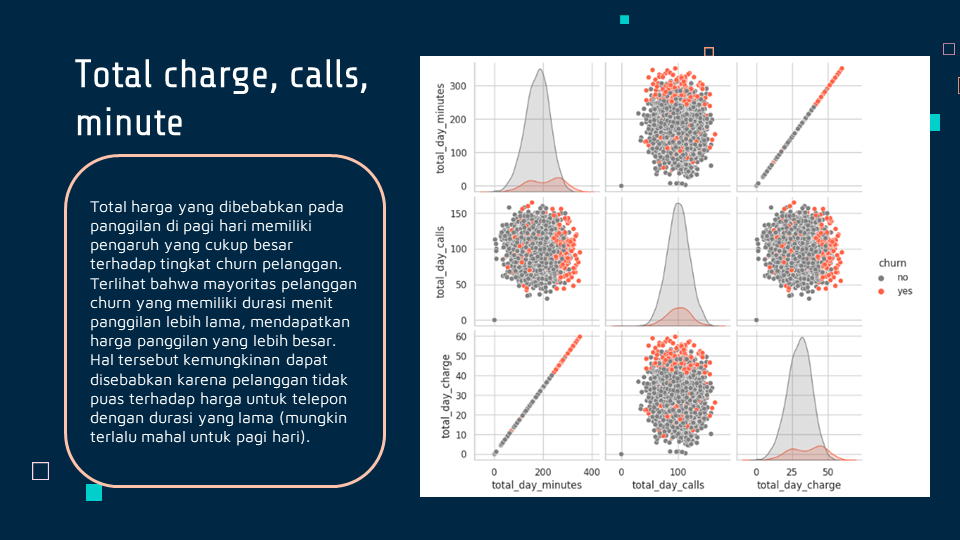 Total charge, calls,
minute
Total harga yang dibebabkan pada
panggilan di pagi hari memiliki
pengaruh yang cukup besar
terhadap tingkat churn pelanggan.
Terlihat bahwa mayoritas pelanggan
churn yang memiliki durasi menit
panggilan lebih lama, mendapatkan
harga panggilan yang lebih besar.
Hal tersebut kemungkinan dapat
disebabkan karena pelanggan tidak
puas terhadap harga untuk telepon
dengan durasi yang lama (mungkin
terlalu mahal untuk pagi hari).
total_day_minutes
300
200
100
0
total_day_calls
150
100
50
0
total_day_charge
60
50
40
30
20
10
0
0 200 400
total_day_minutes
0 100
total_day_calls
0 25 50
total_day_charge
churn
no
yes